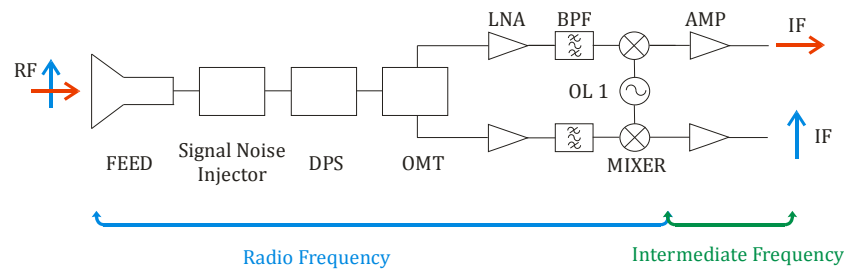 LNA
BPF
AMP
IF
RF
OL 1
FEED
Signal Noise
Injector
DPS
OMT
MIXER
IF
Radio Frequency
Intermediate Frequency